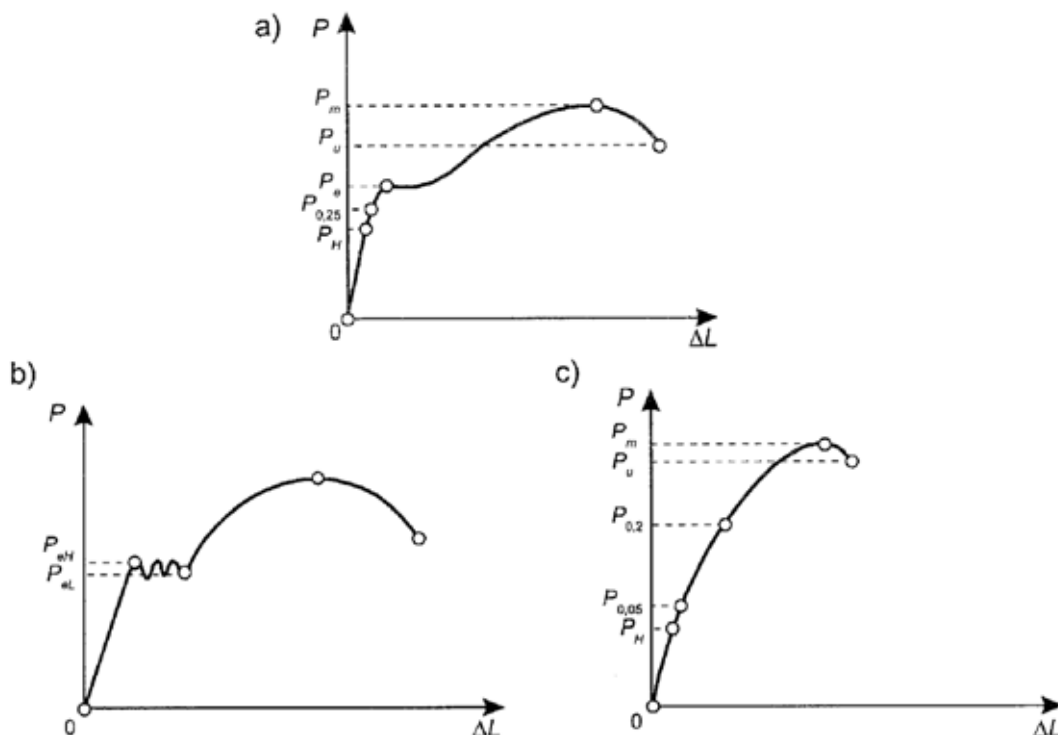 a)
P
P_m
P_u
P_e
P_0,25
P_H
0
ΔL
b)
P
P_eH
P_eL
0
ΔL
c)
P
P_m
P_u
P_0,2
P_0,05
P_H
0
ΔL